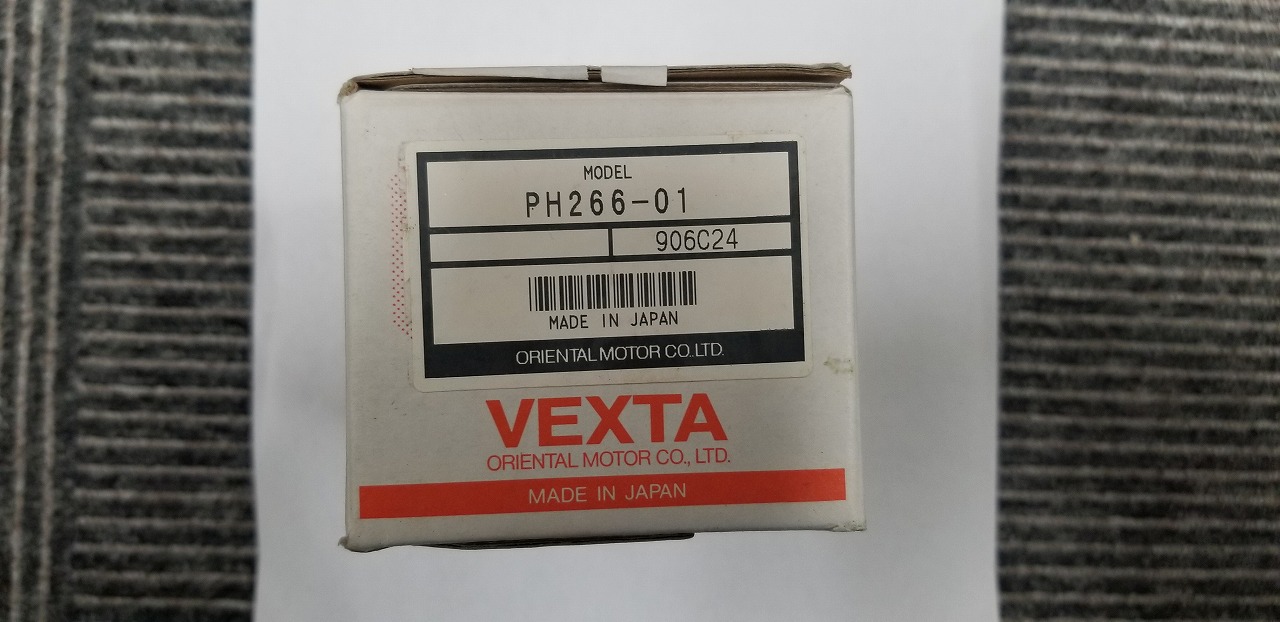 MODEL
PH266-01
906C24
MADE IN JAPAN
ORIENTAL MOTOR CO.LTD.
VEXTA
ORIENTAL MOTOR CO., LTD.
MADE IN JAPAN